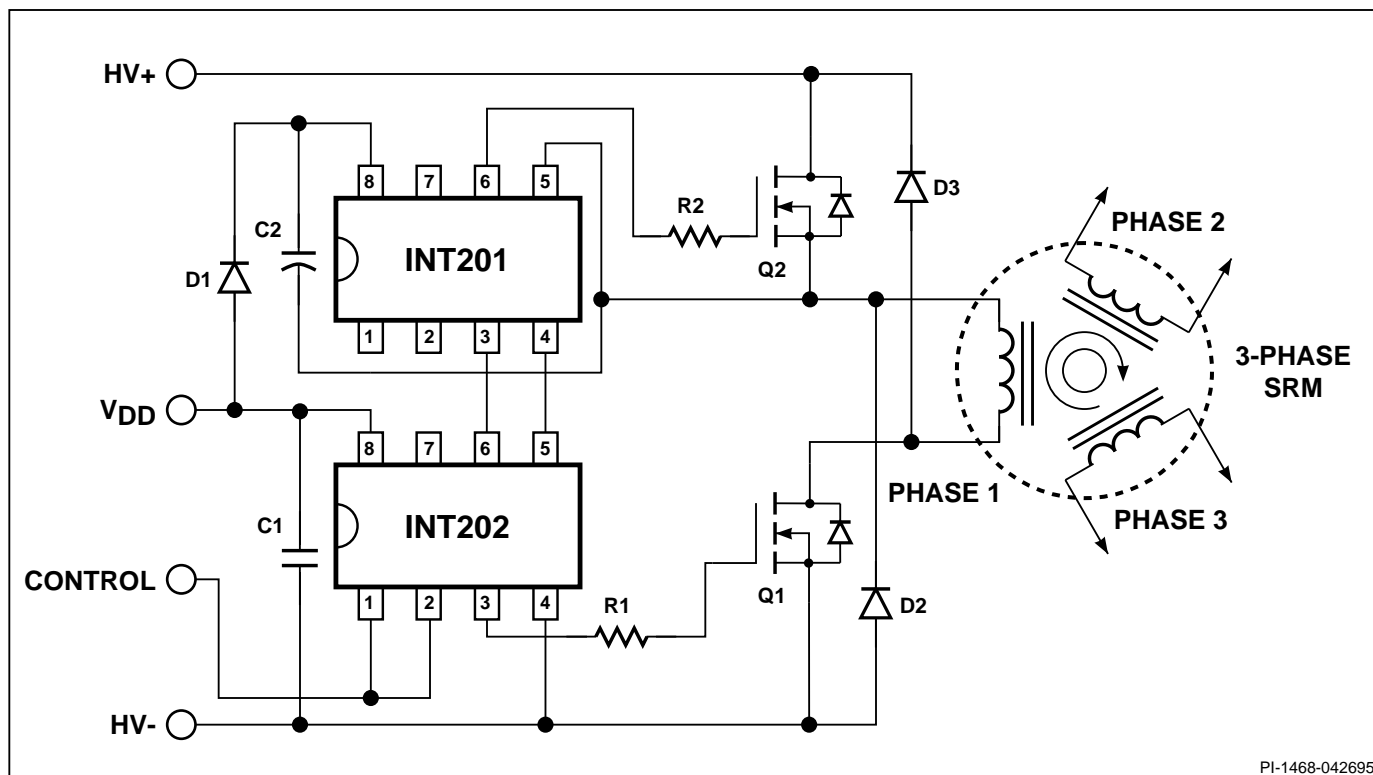 HV+
8
7
6
5
R2
D3
PHASE 2
C2
D1
INT201
Q2
1
2
3
4
3-PHASE
SRM
VDD
8
7
6
5
PHASE 1
C1
INT202
PHASE 3
CONTROL
1
2
3
4
R1
Q1
D2
HV-
PI-1468-042695